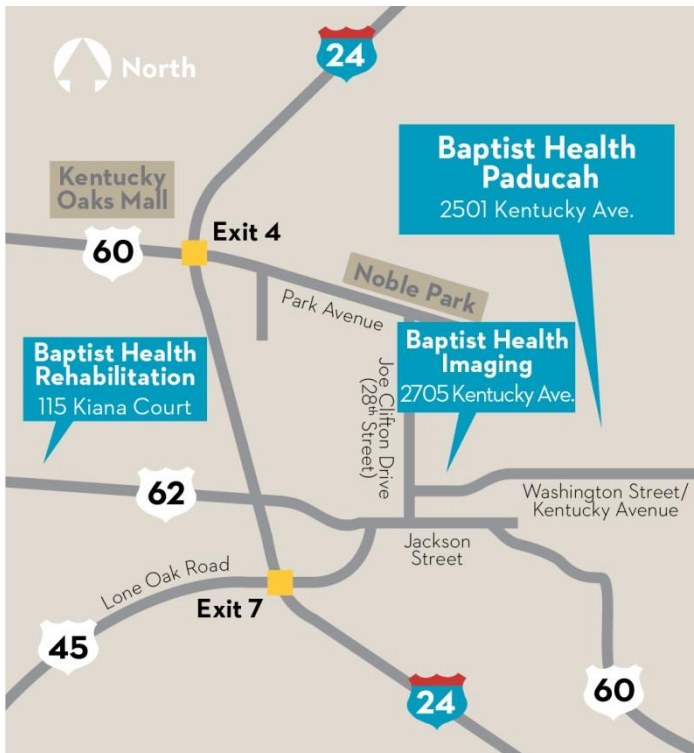 North
24
Baptist Health
Paducah
2501 Kentucky Ave.
Kentucky
Oaks Mall
Exit 4
60
Noble Park
Park Avenue
Baptist Health
Rehabilitation
115 Kiana Court
Baptist Health
Imaging
2705 Kentucky Ave.
Joe Clifton Drive
(28th Street)
62
Washington Street/
Kentucky Avenue
Jackson
Street
Lone Oak Road
Exit 7
45
24
60